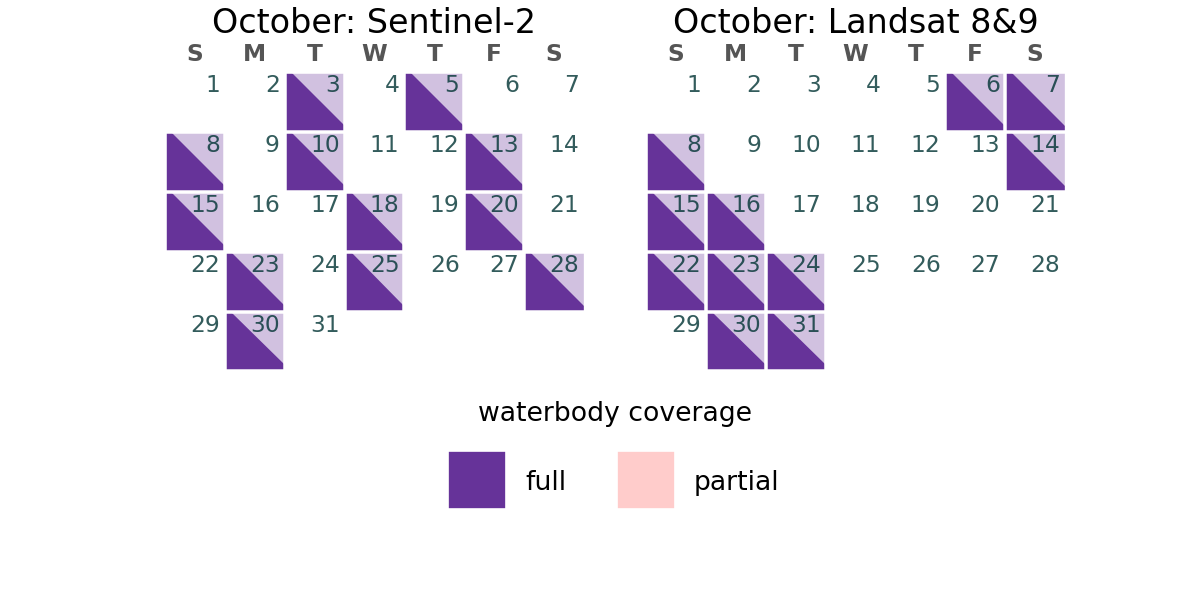 October: Sentinel-2
S M T W T F S
1 2 3 4 5 6 7
8 9 10 11 12 13 14
15 16 17 18 19 20 21
22 23 24 25 26 27 28
29 30 31
October: Landsat 8&9
S M T W T F S
1 2 3 4 5 6 7
8 9 10 11 12 13 14
15 16 17 18 19 20 21
22 23 24 25 26 27 28
29 30 31
waterbody coverage
full partial